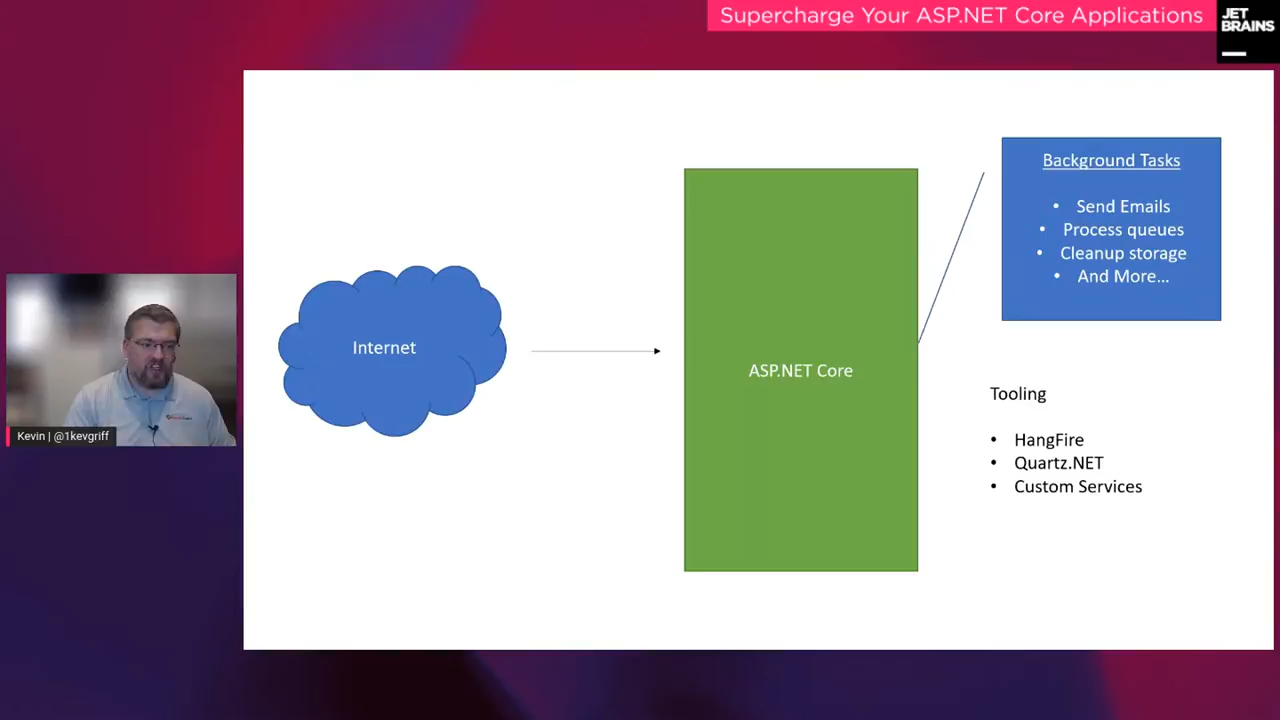 Supercharge Your ASP.NET Core Applications
JET
BRAINS
Background Tasks
• Send Emails
• Process queues
• Cleanup storage
• And More...
Internet
ASP.NET Core
Tooling
• HangFire
• Quartz.NET
• Custom Services
Kevin | @1kevgriff